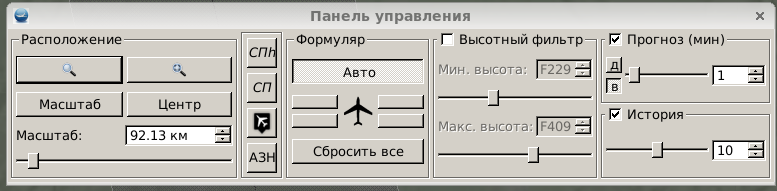 Панель управления
Расположение
Масштаб
Центр
Масштаб:
92.13 км
СПh
СП
АЗН
Формуляр
Авто
Сбросить все
Высотный фильтр
Мин. высота:
F229
Макс. высота:
F409
Прогноз (мин)
Д
В
1
История
10